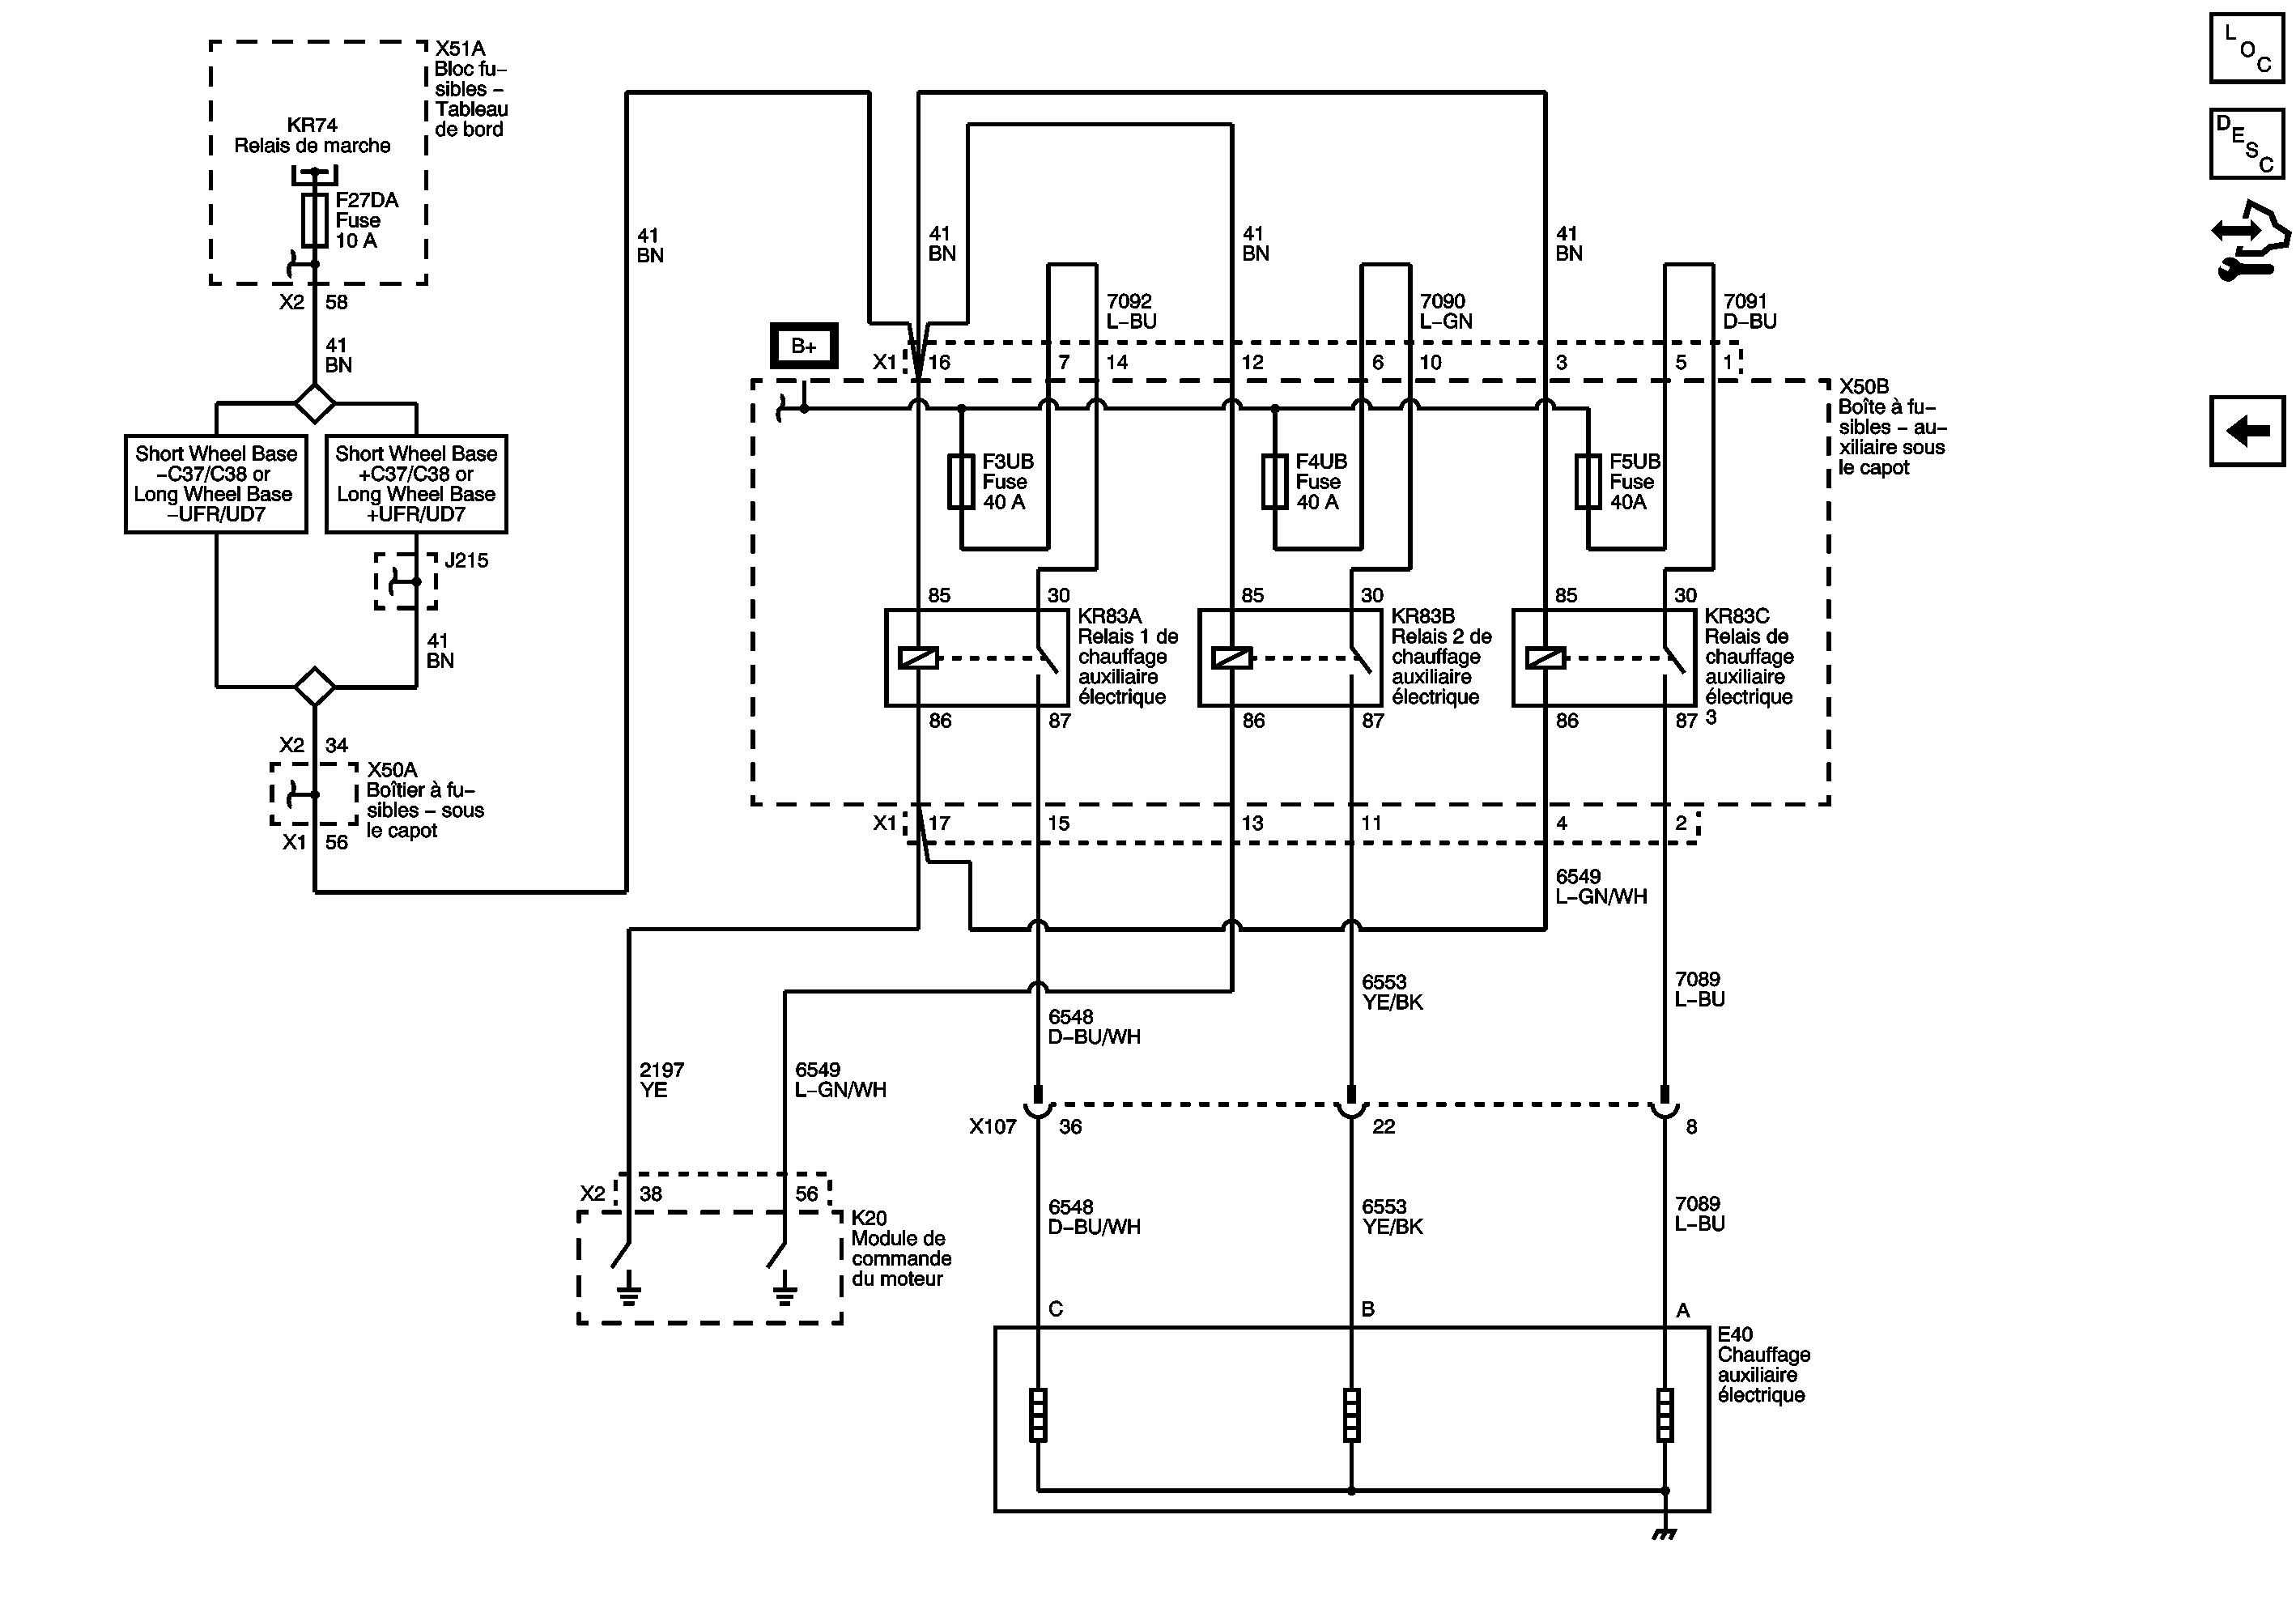 X51A
Bloc fu–
sibles –
Tableau
de bord
KR74
Relais de marche
F27DA
Fuse
10 A
X2 58
41
BN
Short Wheel Base
–C37/C38 or
Long Wheel Base
–UFR/UD7
Short Wheel Base
+C37/C38 or
Long Wheel Base
+UFR/UD7
J215
41
BN
X2 34
X50A
Boîtier à fu–
sibles – sous
le capot
X1 56
41
BN
41
BN
41
BN
41
BN
7092
L–BU
7090
L–GN
7091
D–BU
B+
X1 16 7 14 12 6 10 3 5 1
X50B
Boîte à fu–
sibles – au–
xiliaire sous
le capot
F3UB
Fuse
40 A
F4UB
Fuse
40 A
F5UB
Fuse
40A
85 30 85 30 85 30
KR83A
Relais 1 de
chauffage
auxiliaire
électrique
KR83B
Relais 2 de
chauffage
auxiliaire
électrique
KR83C
Relais de
chauffage
auxiliaire
électrique
3
86 87 86 87 86 87
X1 17 15 13 11 4 2
6549
L–GN/WH
6553
YE/BK
7089
L–BU
6548
D–BU/WH
2197
YE
6549
L–GN/WH
X107 36 22 8
X2 38 56
K20
Module de
commande
du moteur
6548
D–BU/WH
6553
YE/BK
7089
L–BU
C B A
E40
Chauffage
auxiliaire
électrique
LOC
DESC